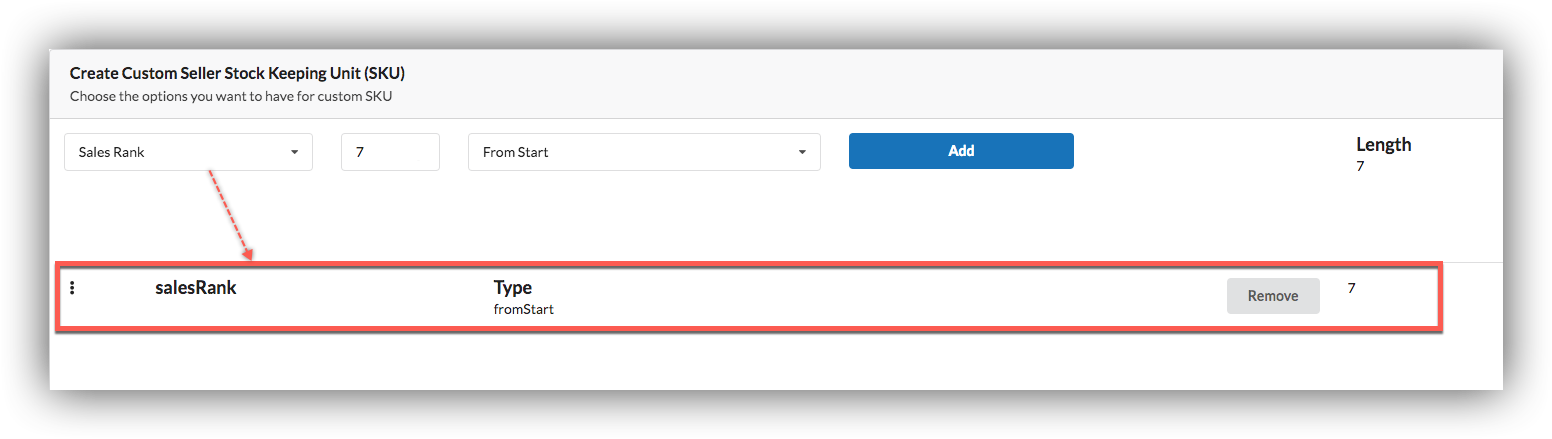 Create Custom Seller Stock Keeping Unit (SKU)
Choose the options you want to have for custom SKU
Sales Rank
7
From Start
Add
Length
7
salesRank
Type
fromStart
Remove
7